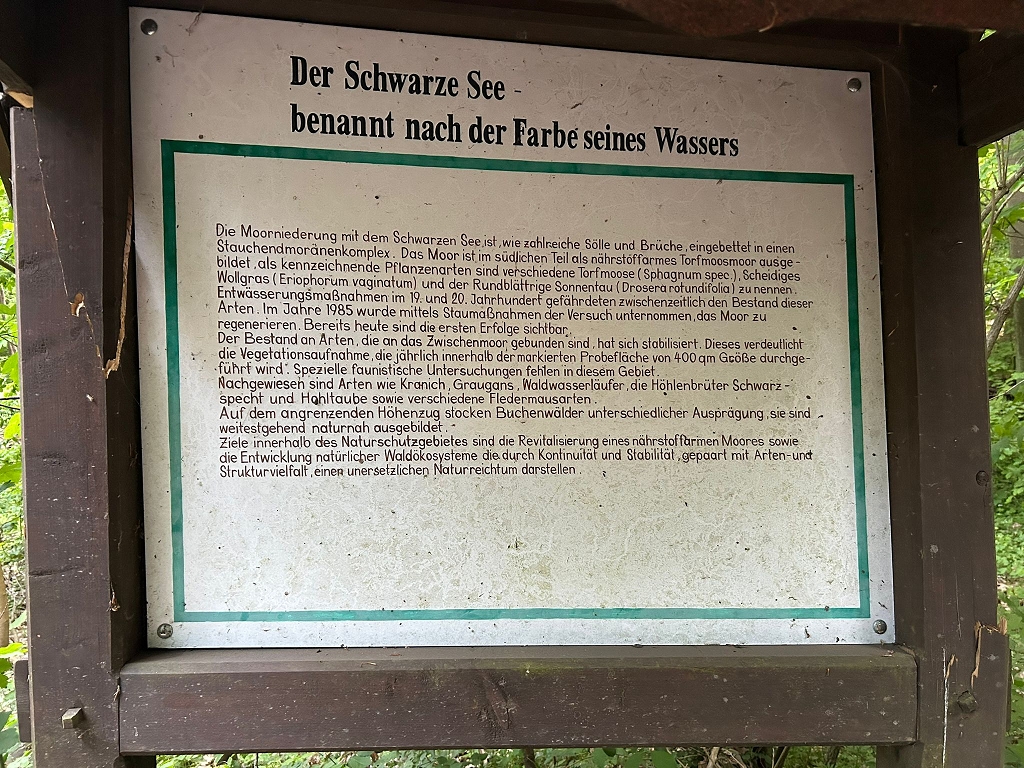 Der Schwarze See -
benannt nach der Farbe seines Wassers
Die Moorniederung mit dem Schwarzen See, ist, wie zahlreiche Sölle und Brüche, eingebettet in einen
Stauchendmoränenkomplex. Das Moor ist im südlichen Teil als nährstoffarmes Torfmoosmoor ausge-
bildet, als kennzeichnende Pflanzenarten sind verschiedene Torfmoose (Sphagnum spec.), Scheidiges
Wollgras (Eriophorum vaginatum) und der Rundblättrige Sonnentau (Drosera rotundifolia) zu nennen.
Entwässerungsmaßnahmen im 19. und 20. Jahrhundert gefährdeten zwischenzeitlich den Bestand dieser
Arten. Im Jahre 1985 wurde mittels Staumaßnahmen der Versuch unternommen, das Moor zu
regenerieren. Bereits heute sind die ersten Erfolge sichtbar.
Der Bestand an Arten, die an das Zwischenmoor gebunden sind, hat sich stabilisiert. Dieses verdeutlicht
die Vegetationsaufnahme, die jährlich innerhalb der markierten Probefläche von 400 qm Größe durchge-
führt wird. Spezielle faunistische Untersuchungen fehlen in diesem Gebiet.
Nachgewiesen sind Arten wie Kranich, Graugans, Waldwasserläufer, die Höhlenbrüter Schwarz-
specht und Hohltaube sowie verschiedene Fledermausarten.
Auf dem angrenzenden Höhenzug stocken Buchenwälder unterschiedlicher Ausprägung, sie sind
weitestgehend naturnah ausgebildet.
Ziele innerhalb des Naturschutzgebietes sind die Revitalisierung eines nährstoffarmen Moores sowie
die Entwicklung natürlicher Waldökosysteme die durch Kontinuität und Stabilität, gepaart mit Arten-und
Strukturvielfalt, einen unersetzlichen Naturreichtum darstellen.